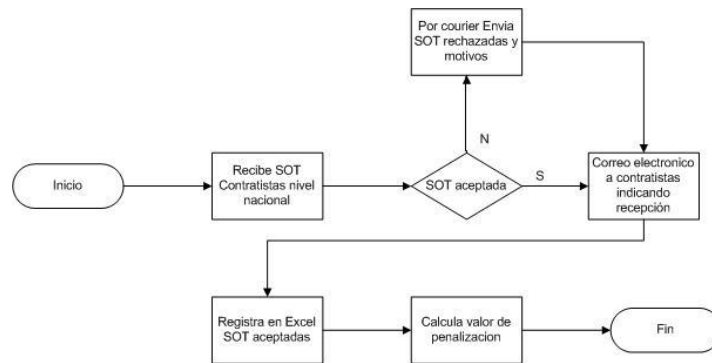 Por courier Envia
SOT rechazadas y
motivos
N
Inicio
Recibe SOT
Contratistas nivel
nacional
SOT aceptada
S
Correo electronico
a contratistas
indicando
recepción
Registra en Excel
SOT aceptadas
Calcula valor de
penalizacion
Fin